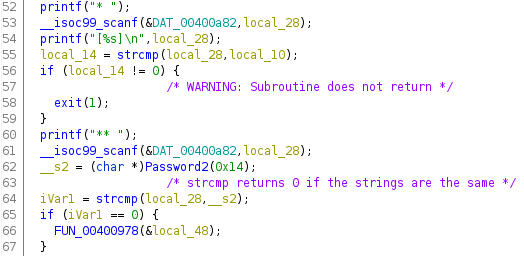 52 printf("* ");
53 __isoc99_scanf(&DAT_00400a82,local_28);
54 printf("[%s]\n",local_28);
55 local_14 = strcmp(local_28,local_10);
56 if (local_14 != 0) {
57 /* WARNING: Subroutine does not return */
58 exit(1);
59 }
60 printf("** ");
61 __isoc99_scanf(&DAT_00400a82,local_28);
62 __s2 = (char *)Password2(0x14);
63 /* strcmp returns 0 if the strings are the same */
64 iVar1 = strcmp(local_28,__s2);
65 if (iVar1 == 0) {
66 FUN_00400978(&local_48);
67 }